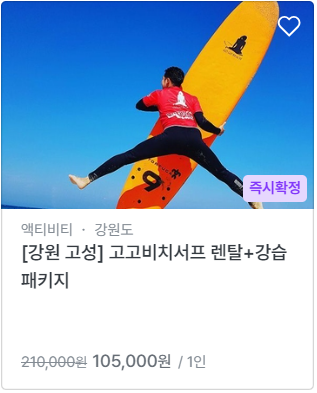 즉시확정
액티비티 · 강원도
[강원 고성] 고고비치서프 렌탈+강습
패키지
210,000원 105,000원 / 1인